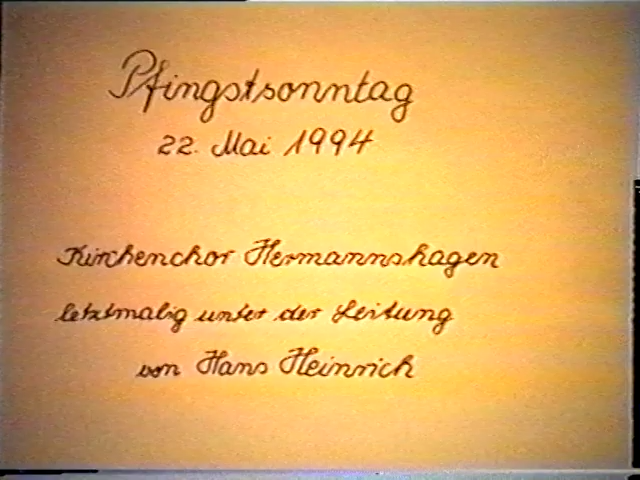 Pfingstsonntag
22. Mai 1994
Kirchenchor Hermannshagen
letztmalig unter der Leitung
von Hans Heinrich